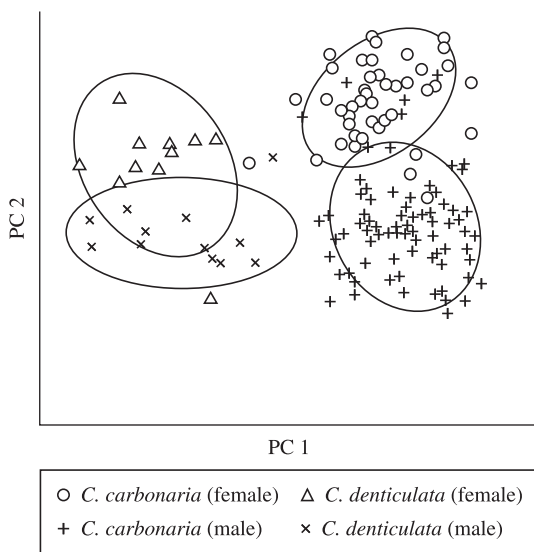 PC 2
PC 1
C. carbonaria (female) C. denticulata (female)
C. carbonaria (male) C. denticulata (male)